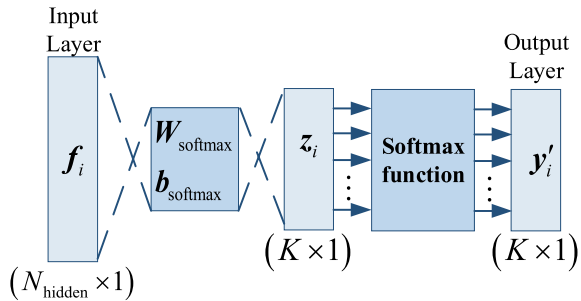 Input
Layer
f_i
(N_hidden × 1)
W_softmax
b_softmax
z_i
(K × 1)
Softmax
function
Output
Layer
y′_i
(K × 1)